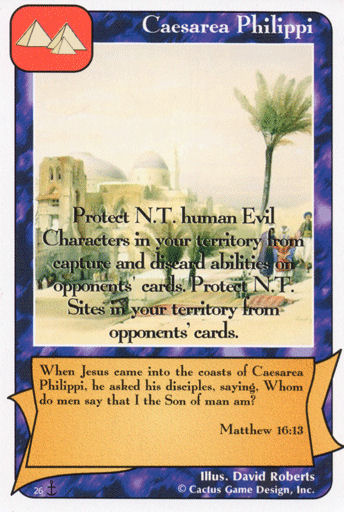 Caesarea Philippi
Protect N.T. human Evil
Characters in your territory from
capture and discard abilities on
opponents' cards. Protect N.T.
Sites in your territory from
opponents' cards.
When Jesus came into the coasts of Caesarea
Philippi, he asked his disciples, saying, Whom
do men say that I the Son of man am?
Matthew 16:13
Illus. David Roberts
26
© Cactus Game Design, Inc.